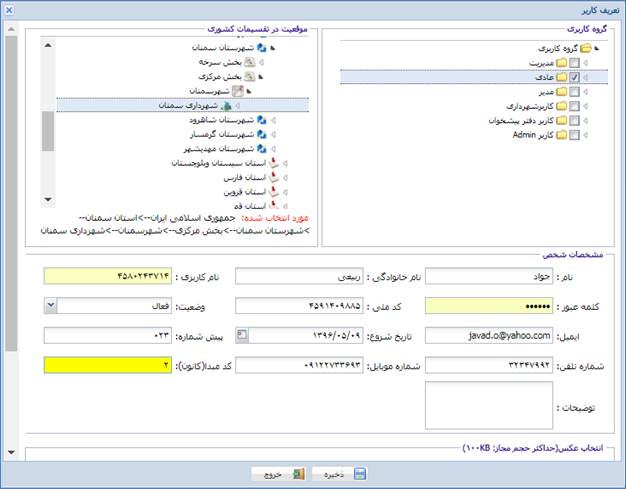 تعریف کاربر
گروه کاربری
گروه کاربری
مدیریت
عادی
مدیر
کاربرشهرداری
کاربر دفتر پیشخوان
کاربر Admin
موقعیت در تقسیمات کشوری
شهرستان سمنان
بخش سرخه
بخش مرکزی
شهرسمنان
شهرداری سمنان
شهرستان شاهرود
شهرستان گرمسار
شهرستان مهدیشهر
استان سیستان وبلوچستان
استان فارس
استان قزوین
استان قم
مورد انتخاب شده: جمهوری اسلامی ایران-->استان سمنان--
>شهرستان سمنان-->بخش مرکزی-->شهرسمنان-->شهرداری سمنان
مشخصات شخص
نام : جواد نام خانوادگی : ربیعی نام کاربری : ۴۵۸۰۲۴۳۷۱۴
کلمه عبور : •••••• کد ملی : ۴۵۹۱۴۰۹۸۸۵ وضعیت: فعال
ایمیل: javad.o@yahoo.com تاریخ شروع: ۱۳۹۶/۰۵/۰۹ پیش شماره: ۰۲۳
شماره تلفن: ۳۲۳۴۷۹۹۲ شماره موبایل: ۰۹۱۲۲۷۳۳۶۹۳ کد مبدا(کانون): ۲
توضیحات :
انتخاب عکس(حداکثر حجم مجاز: ۱۰۰KB)
ذخیره خروج